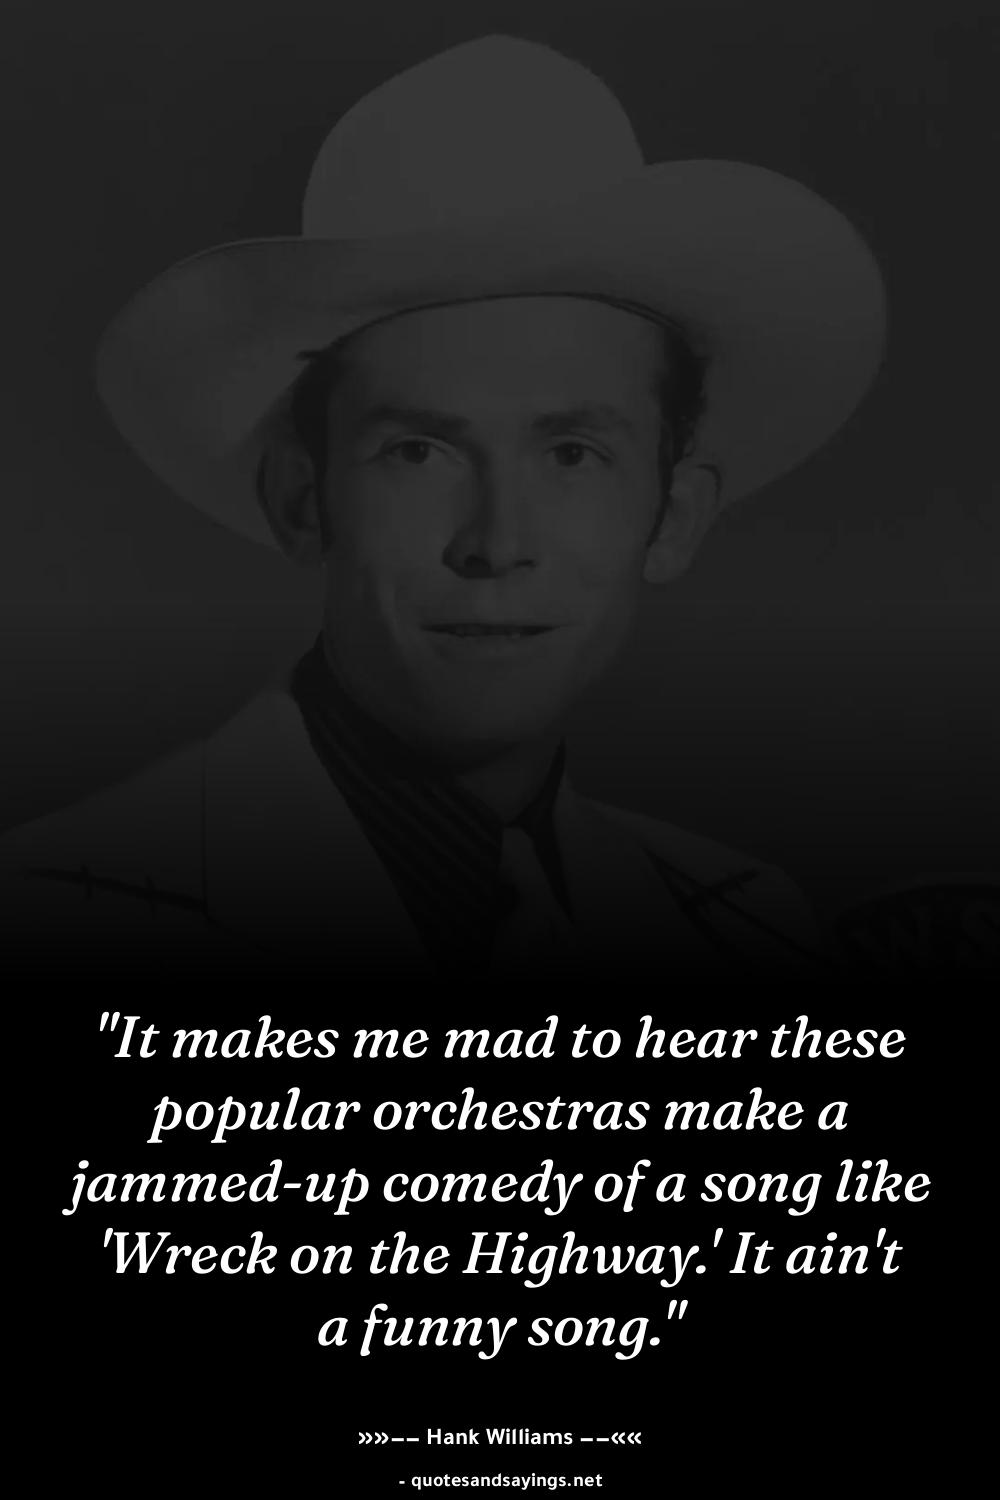 "It makes me mad to hear these
popular orchestras make a
jammed-up comedy of a song like
'Wreck on the Highway.' It ain't
a funny song."
»»−− Hank Williams −−««
- quotesandsayings.net